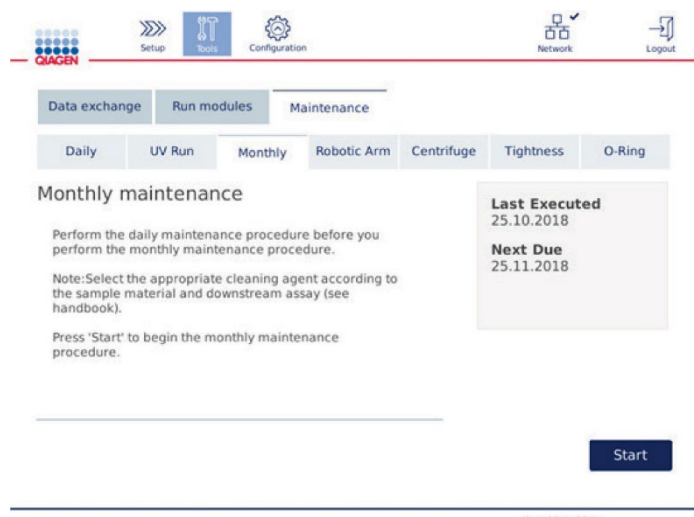 Setup
Tools
Configuration
Network
Logout
QIAGEN
Data exchange
Run modules
Maintenance
Daily
UV Run
Monthly
Robotic Arm
Centrifuge
Tightness
O-Ring
Monthly maintenance
Perform the daily maintenance procedure before you
perform the monthly maintenance procedure.
Note:Select the appropriate cleaning agent according to
the sample material and downstream assay (see
handbook).
Press 'Start' to begin the monthly maintenance
procedure.
Last Executed
25.10.2018
Next Due
25.11.2018
Start